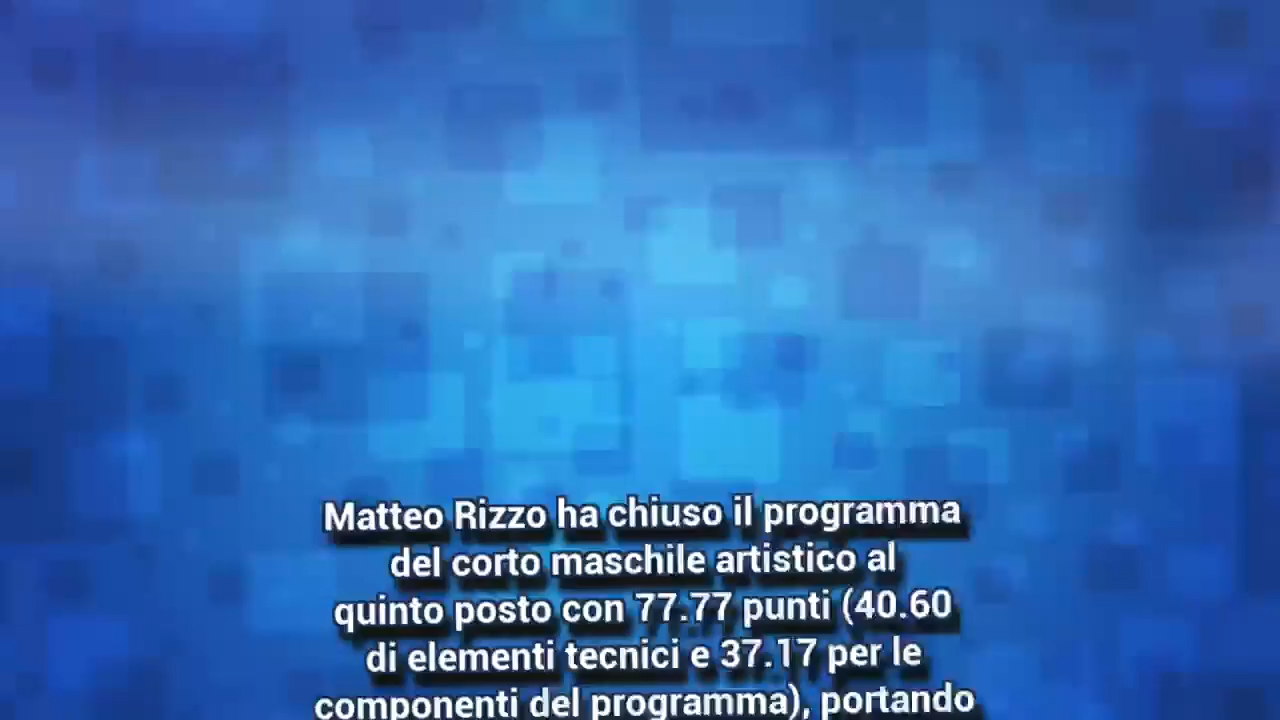 Matteo Rizzo ha chiuso il programma
del corto maschile artistico al
quinto posto con 77.77 punti (40.60
di elementi tecnici e 37.17 per le
componenti del programma), portando